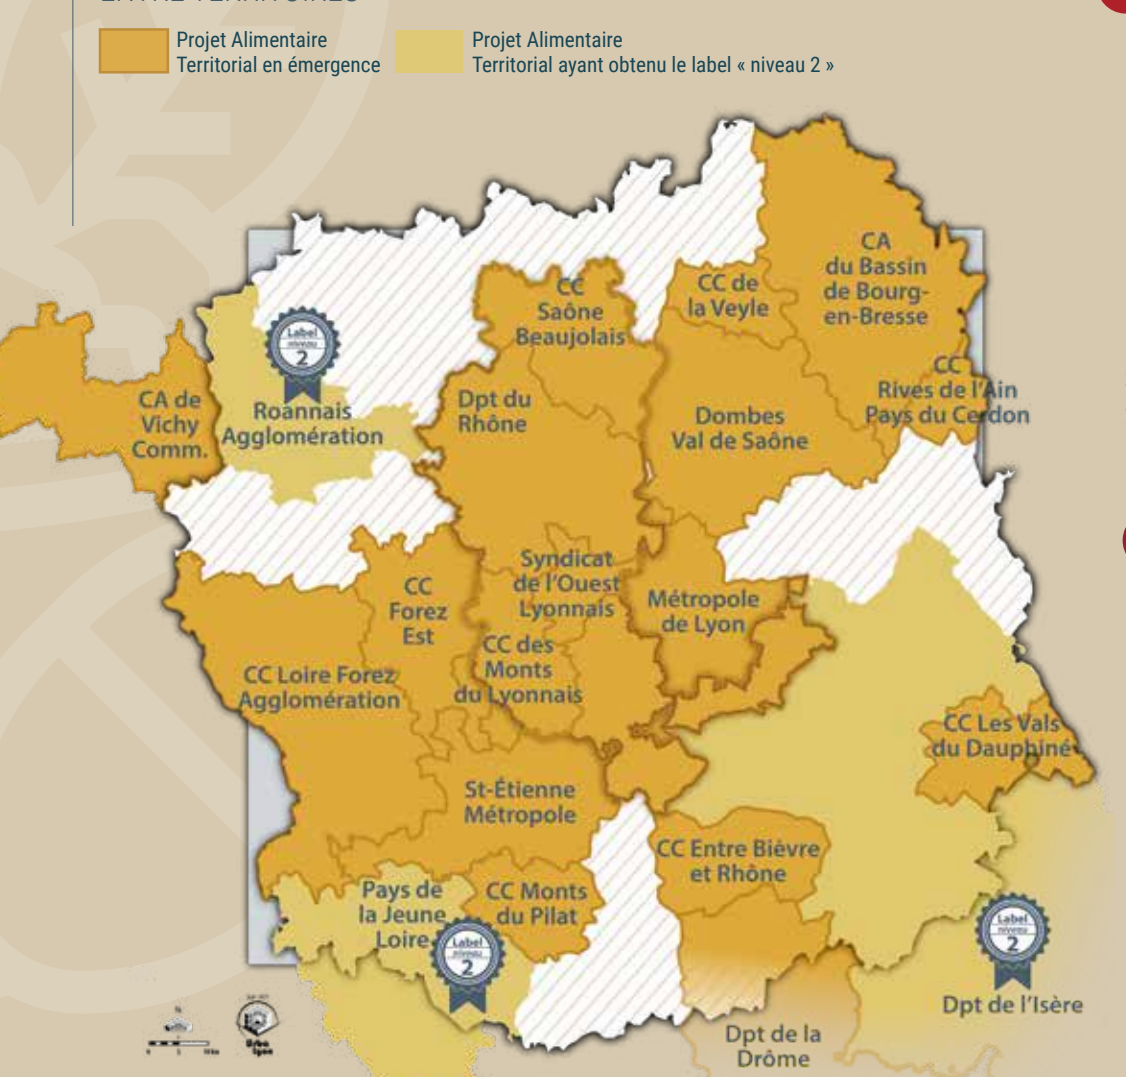 ENTRE TERRITOIRES
Projet Alimentaire
Territorial en émergence
Projet Alimentaire
Territorial ayant obtenu le label « niveau 2 »
CA
du Bassin
de Bourg-
en-Bresse
CC de
la Veyle
CC
Saône
Beaujolais
Label
niveau
2
CC
Rives de l'Ain
Pays du Cerdon
CA de
Vichy
Comm.
Roannais
Agglomération
Dpt du
Rhône
Dombes
Val de Saône
Syndicat
de l'Ouest
Lyonnais
CC
Forez
Est
Métropole
de Lyon
CC des
Monts
du Lyonnais
CC Loire Forez
Agglomération
CC Les Vals
du Dauphiné
St-Étienne
Métropole
CC Entre Bièvre
et Rhône
Pays de
la Jeune
Loire
CC Monts
du Pilat
Label
niveau
2
Label
niveau
2
Dpt de l'Isère
Dpt de la
Drôme
N
Urba
Lyon